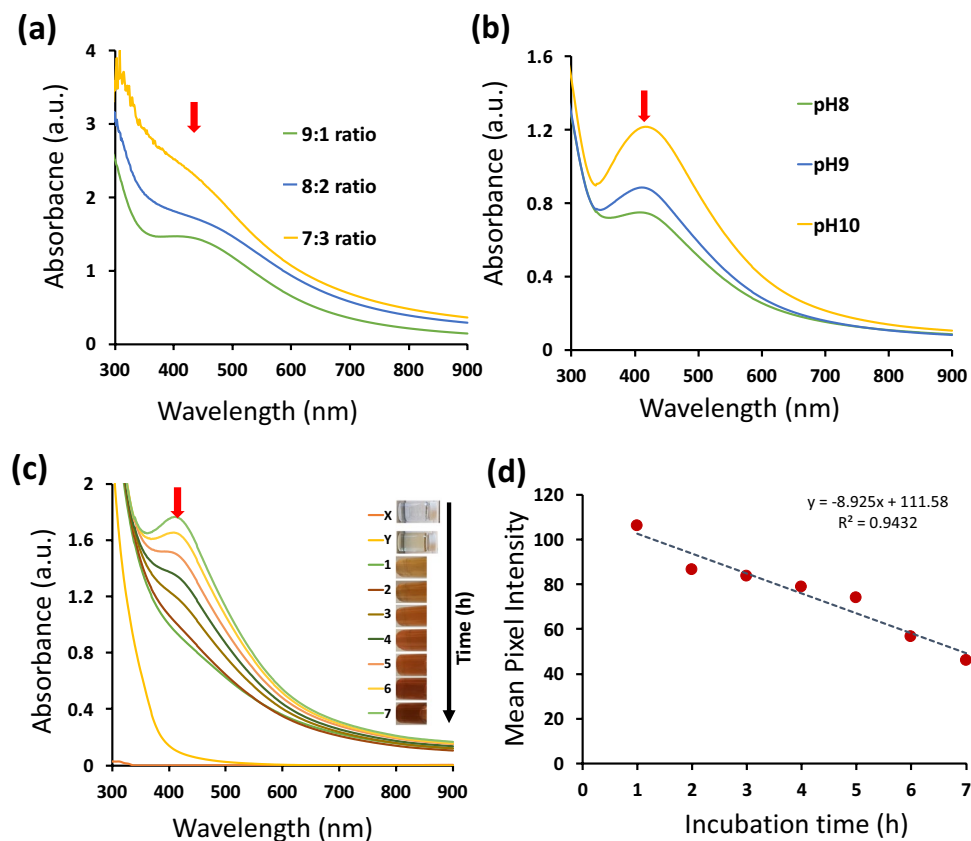 (a)
Absorbacne (a.u.)
4
3
2
1
0
300 400 500 600 700 800 900
Wavelength (nm)
9:1 ratio
8:2 ratio
7:3 ratio
(b)
Absorbance (a.u.)
1.6
1.2
0.8
0.4
0
300 400 500 600 700 800 900
Wavelength (nm)
pH8
pH9
pH10
(c)
Absorbance (a.u.)
2
1.6
1.2
0.8
0.4
0
300 400 500 600 700 800 900
Wavelength (nm)
X
Y
1
2
3
4
5
6
7
Time (h)
(d)
Mean Pixel Intensity
120
100
80
60
40
20
0
0 1 2 3 4 5 6 7
Incubation time (h)
y = -8.925x + 111.58
R² = 0.9432